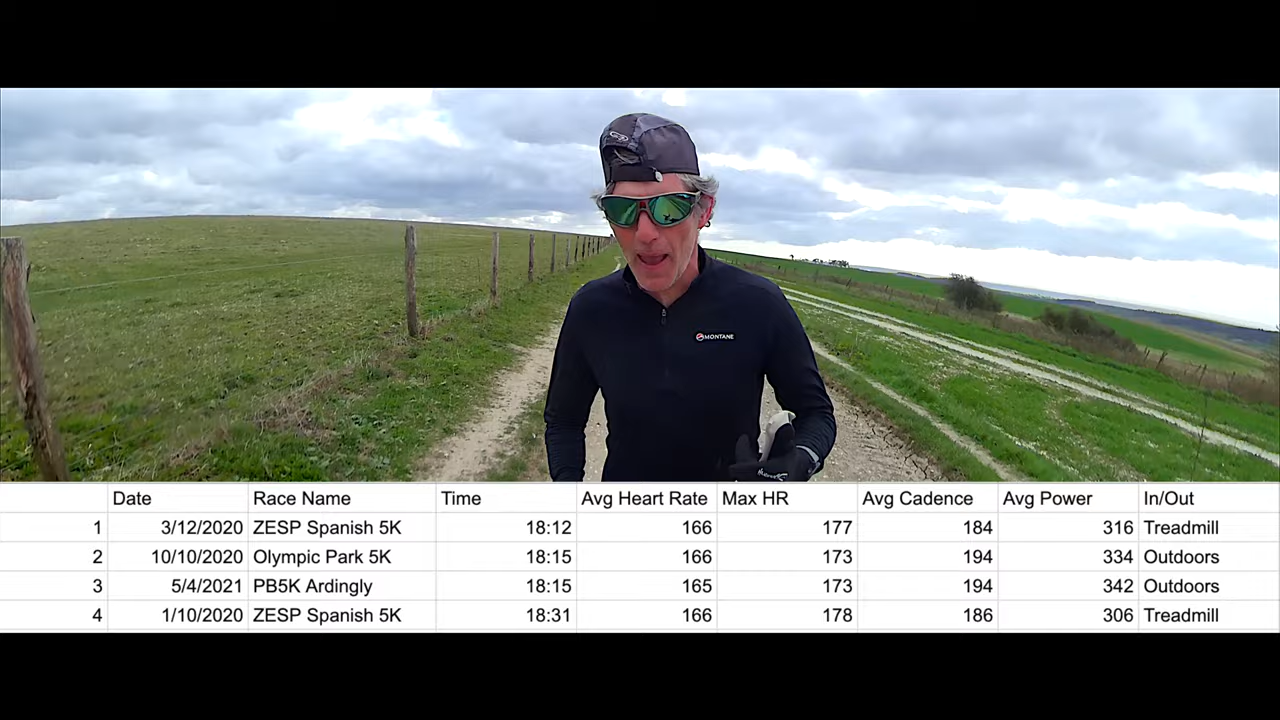 MONTANE
Date Race Name Time Avg Heart Rate Max HR Avg Cadence Avg Power In/Out
1 3/12/2020 ZESP Spanish 5K 18:12 166 177 184 316 Treadmill
2 10/10/2020 Olympic Park 5K 18:15 166 173 194 334 Outdoors
3 5/4/2021 PB5K Ardingly 18:15 165 173 194 342 Outdoors
4 1/10/2020 ZESP Spanish 5K 18:31 166 178 186 306 Treadmill